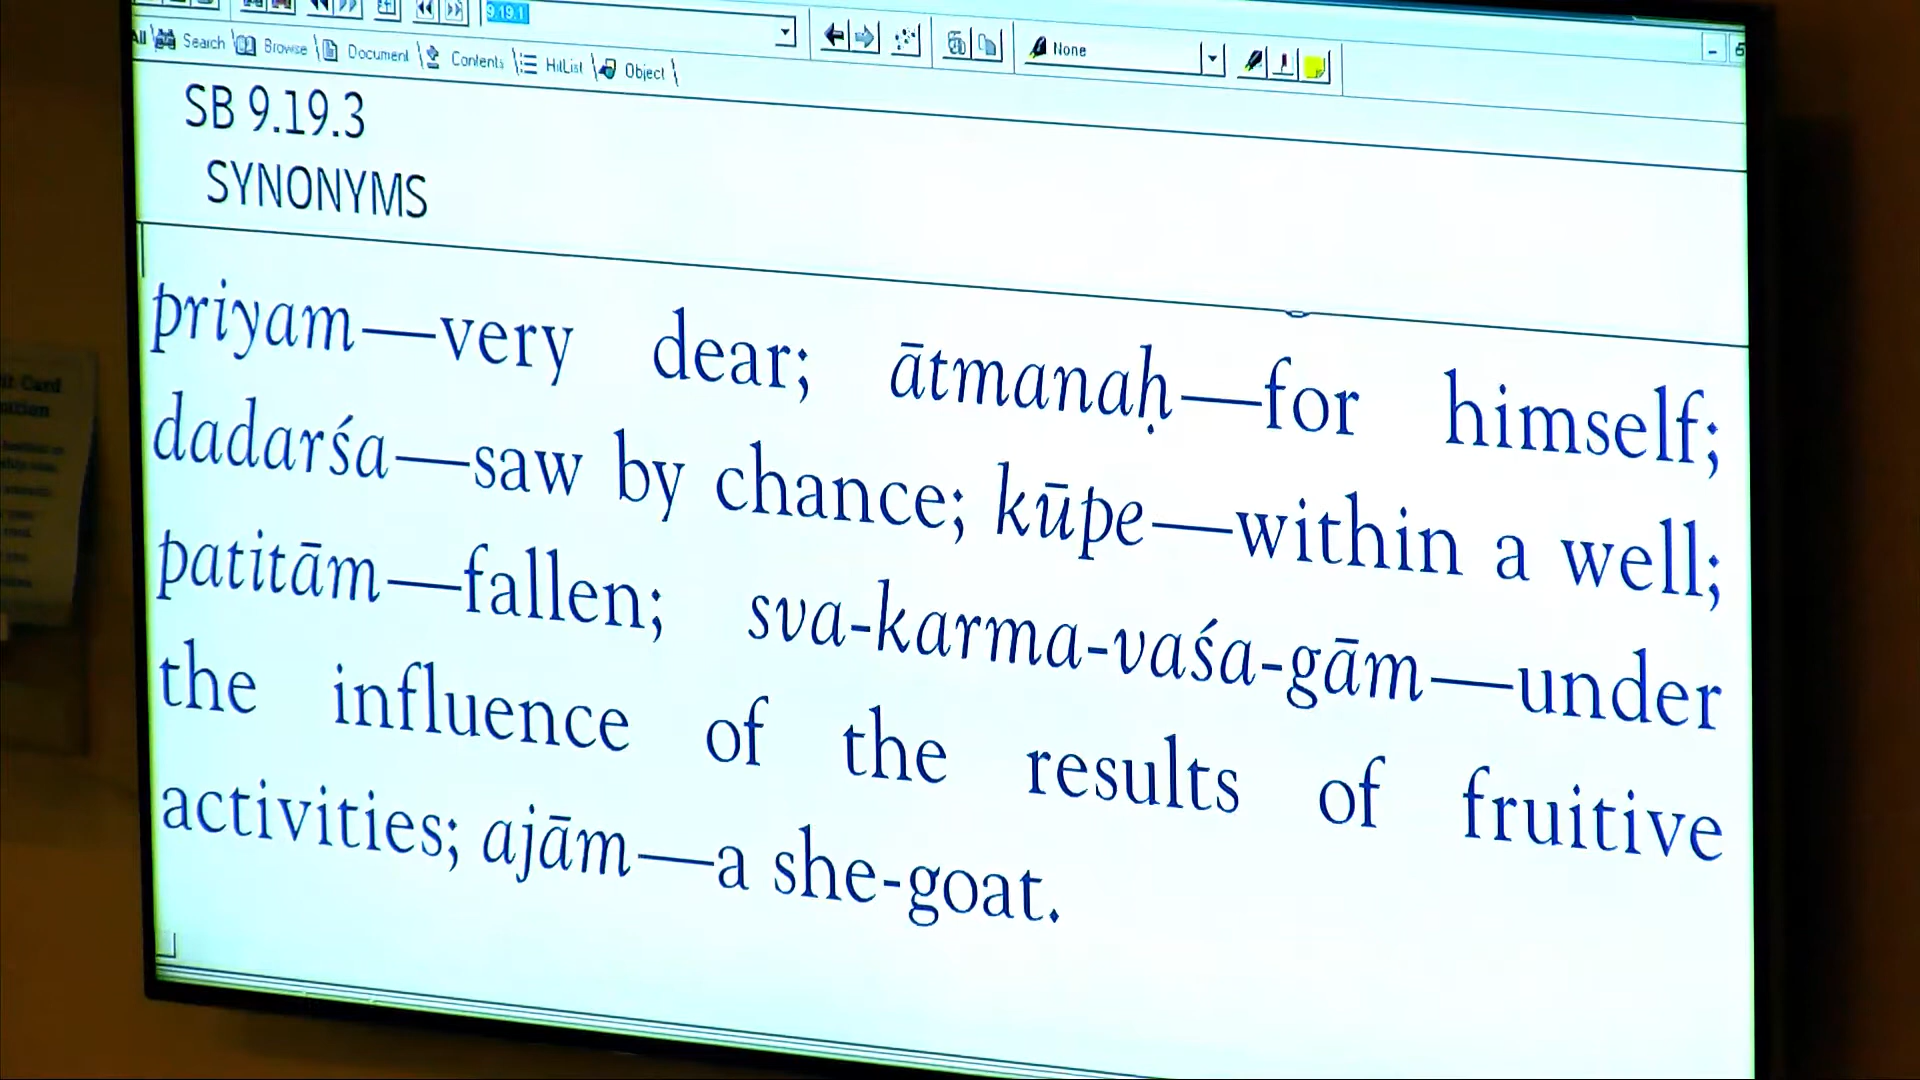 9.19.1
None
All Search Browse Document Contents HitList Object
SB 9.19.3
SYNONYMS
priyam—very dear; ātmanaḥ—for himself;
dadarśa—saw by chance; kūpe—within a well;
patitām—fallen; sva-karma-vaśa-gām—under
the influence of the results of fruitive
activities; ajām—a she-goat.